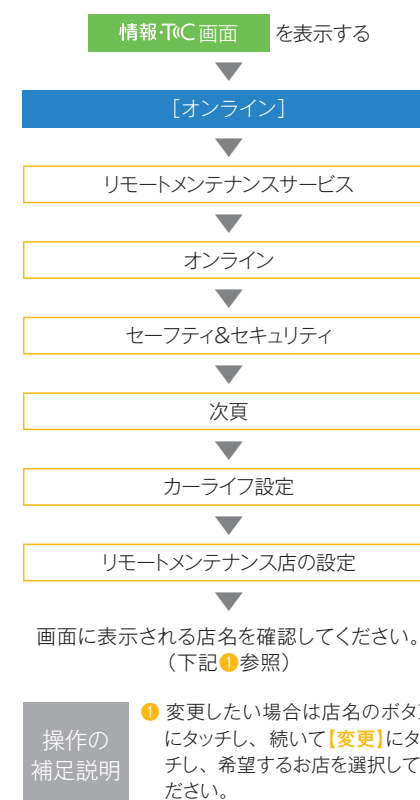 情報・T(((C画面 を表示する
[オンライン]
リモートメンテナンスサービス
オンライン
セーフティ&セキュリティ
次頁
カーライフ設定
リモートメンテナンス店の設定
画面に表示される店名を確認してください。
（下記❶参照）
操作の
補足説明
❶ 変更したい場合は店名のボタ
にタッチし、続いて【変更】にタ
チし、希望するお店を選択して
ださい。